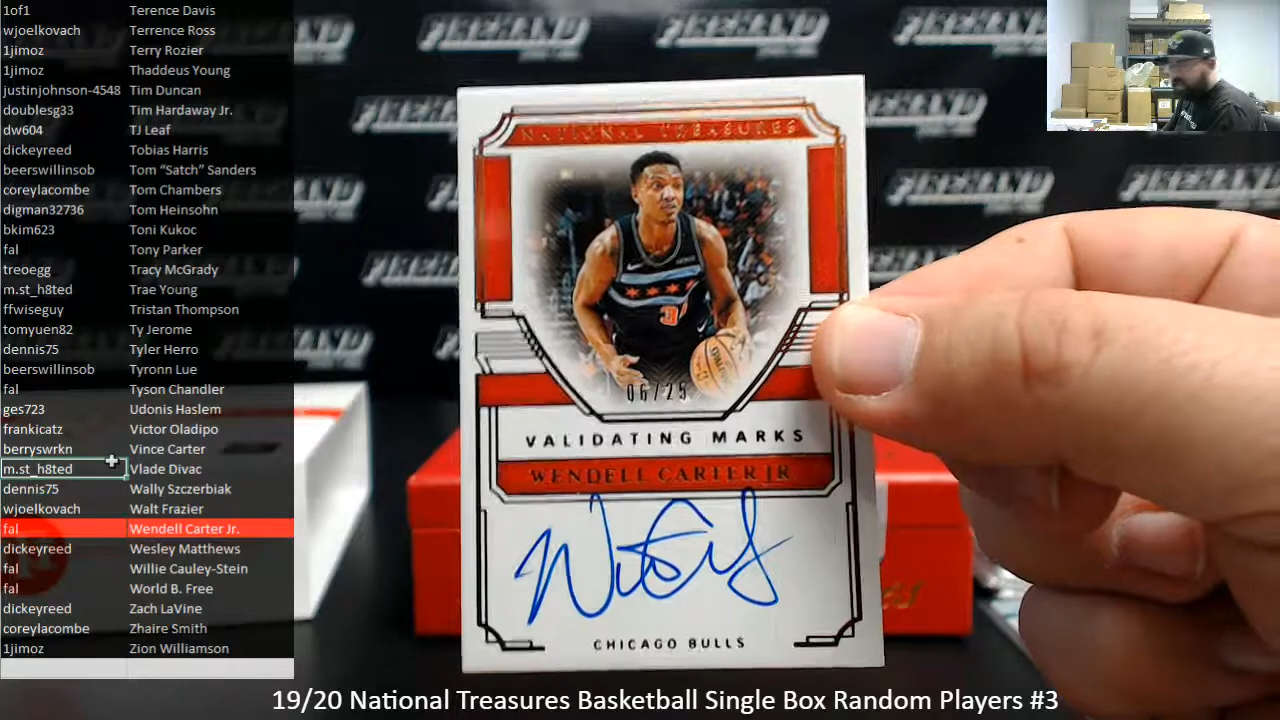 1of1 Terence Davis
wjoelkovach Terrence Ross
1jimoz Terry Rozier
1jimoz Thaddeus Young
justinjohnson-4548 Tim Duncan
doublesg33 Tim Hardaway Jr.
dw604 TJ Leaf
dickeyreed Tobias Harris
beerswillinsob Tom “Satch” Sanders
coreylacombe Tom Chambers
digman32736 Tom Heinsohn
bkim623 Toni Kukoc
fal Tony Parker
treoegg Tracy McGrady
m.st_h8ted Trae Young
ffwiseguy Tristan Thompson
tomyuen82 Ty Jerome
dennis75 Tyler Herro
beerswillinsob Tyronn Lue
fal Tyson Chandler
ges723 Udonis Haslem
frankicatz Victor Oladipo
berryswrkn Vince Carter
m.st_h8ted Vlade Divac
dennis75 Wally Szczerbiak
wjoelkovach Walt Frazier
fal Wendell Carter Jr.
dickeyreed Wesley Matthews
fal Willie Cauley-Stein
fal World B. Free
dickeyreed Zach LaVine
coreylacombe Zhaire Smith
1jimoz Zion Williamson
FIREHAND
FIREHAND
FIREHAND
FIREHAND
FIREHAND
NATIONAL TREASURES
06/25
VALIDATING MARKS
WENDELL CARTER JR
CHICAGO BULLS
19/20 National Treasures Basketball Single Box Random Players #3